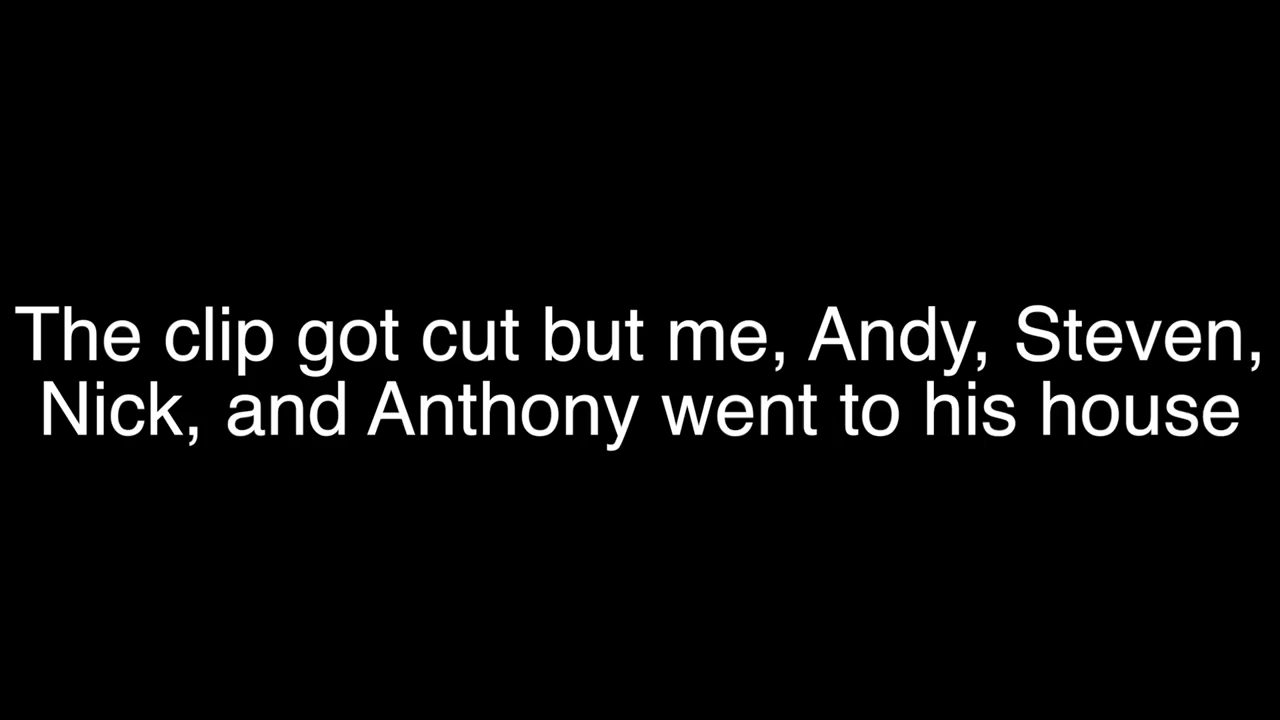 The clip got cut but me, Andy, Steven,
Nick, and Anthony went to his house